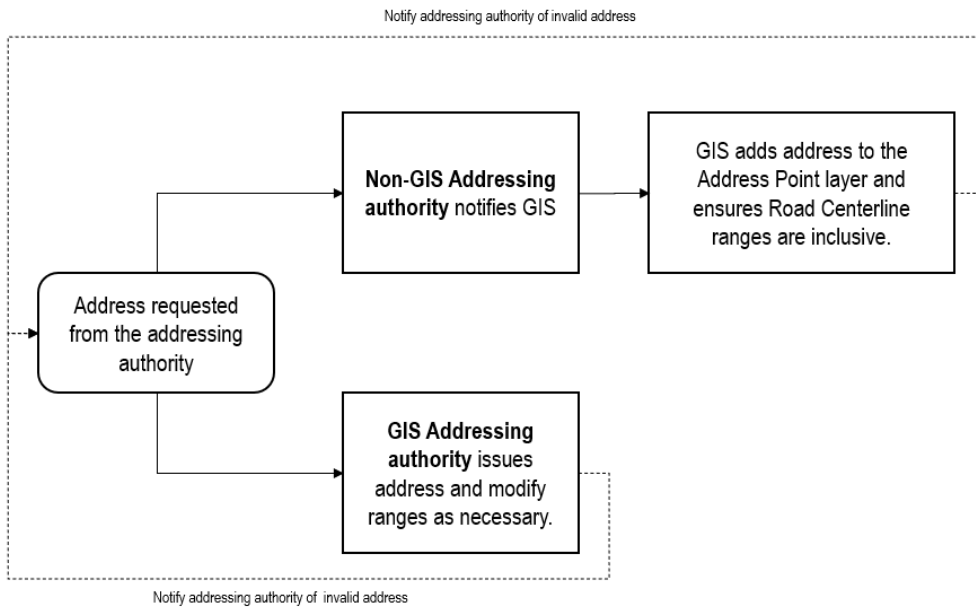 Notify addressing authority of invalid address
Non-GIS Addressing
authority notifies GIS
GIS adds address to the
Address Point layer and
ensures Road Centerline
ranges are inclusive.
Address requested
from the addressing
authority
GIS Addressing
authority issues
address and modify
ranges as necessary.
Notify addressing authority of invalid address